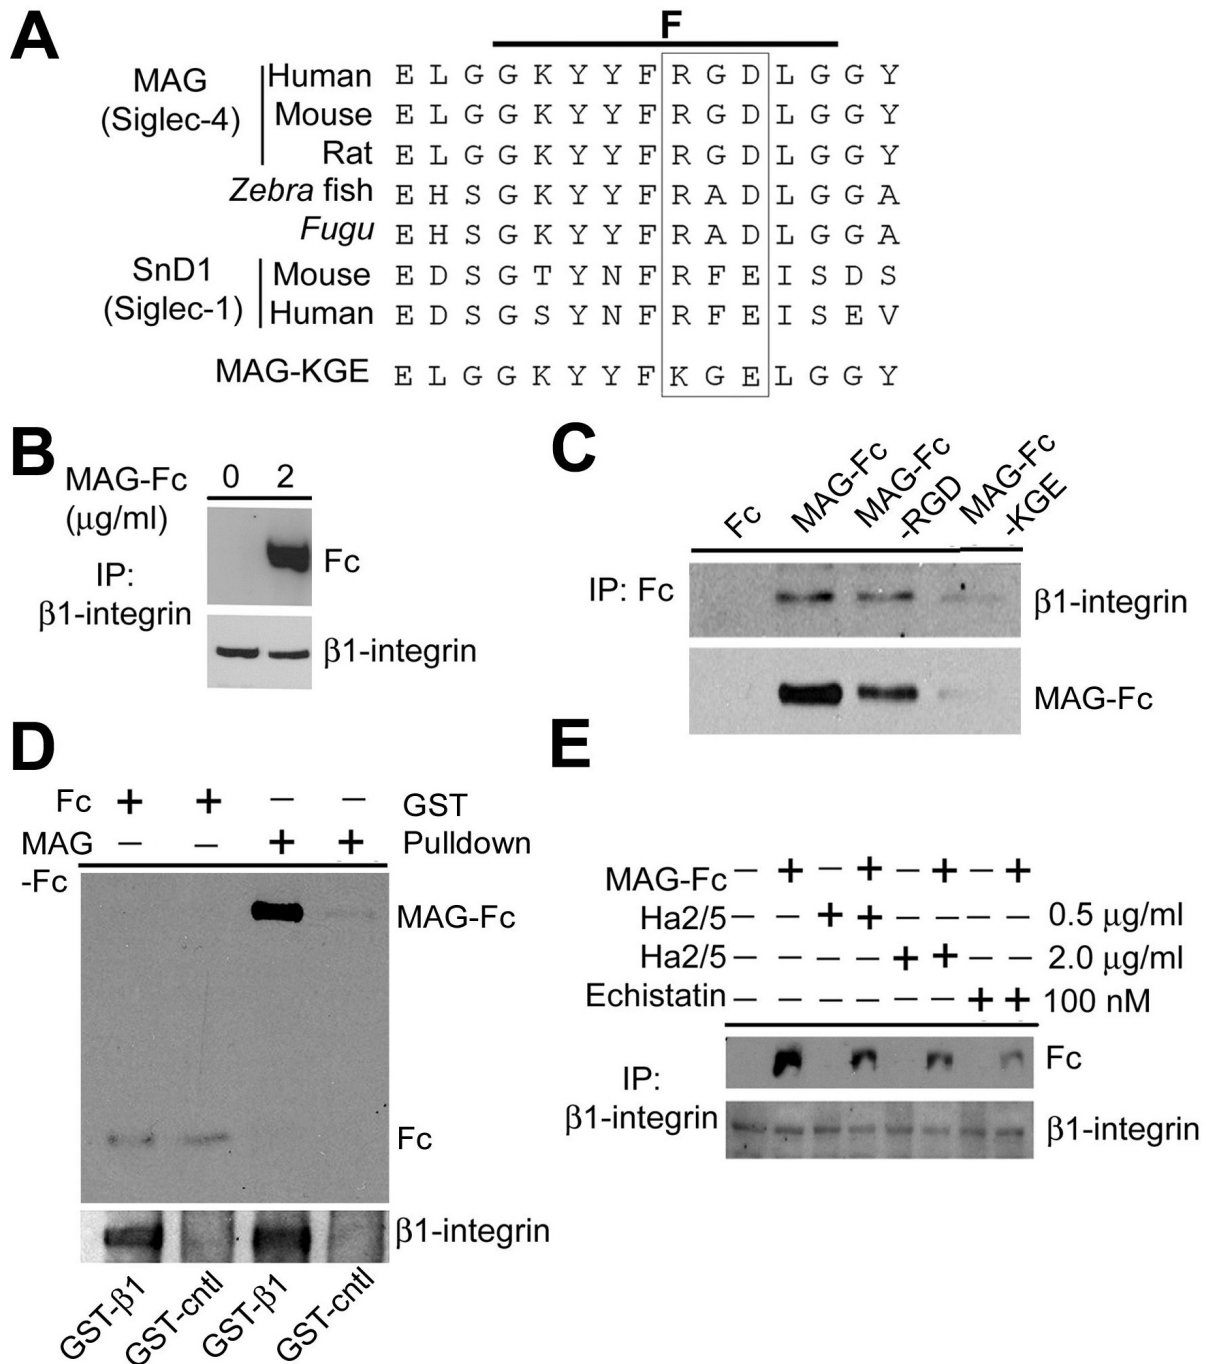 A
F
MAG
(Siglec-4)
Human E L G G K Y Y F R G D L G G Y
Mouse E L G G K Y Y F R G D L G G Y
Rat E L G G K Y Y F R G D L G G Y
Zebra fish E H S G K Y Y F R A D L G G A
Fugu E H S G K Y Y F R A D L G G A
SnD1
(Siglec-1)
Mouse E D S G T Y N F R F E I S D S
Human E D S G S Y N F R F E I S E V
MAG-KGE E L G G K Y Y F K G E L G G Y
B
MAG-Fc 0 2
(μg/ml)
IP:
β1-integrin
Fc
β1-integrin
C
Fc
MAG-Fc
MAG-Fc
-RGD
MAG-Fc
-KGE
IP: Fc
β1-integrin
MAG-Fc
D
Fc + + − − GST
MAG − − + + Pulldown
-Fc
MAG-Fc
Fc
β1-integrin
GST-β1
GST-cntl
GST-β1
GST-cntl
E
MAG-Fc − + − + − + − +
Ha2/5 − − + + − − − − 0.5 μg/ml
Ha2/5 − − − − + + − − 2.0 μg/ml
Echistatin − − − − − − + + 100 nM
IP:
β1-integrin
Fc
β1-integrin